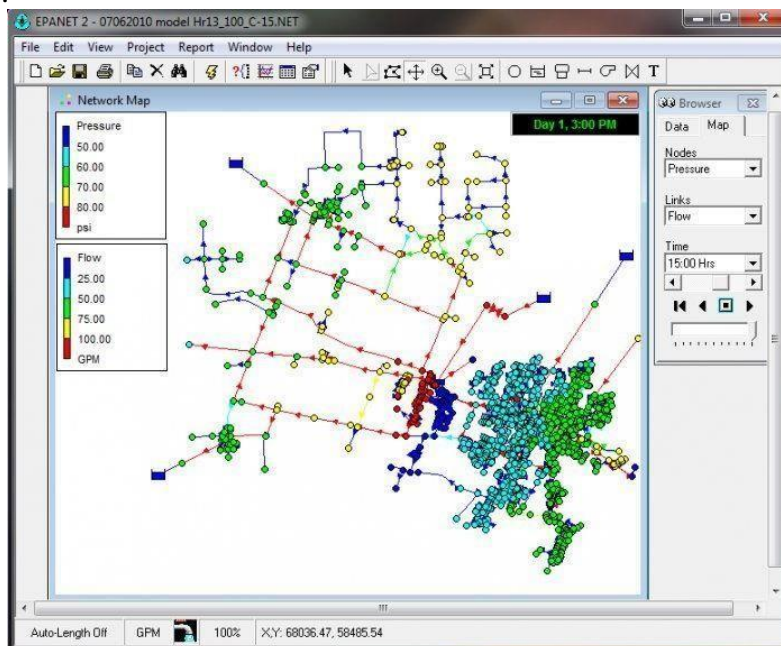 EPANET 2 - 07062010 model Hr13_100_C-15.NET
File Edit View Project Report Window Help
T
Network Map
Day 1, 3:00 PM
Pressure
50.00
60.00
70.00
80.00
psi
Flow
25.00
50.00
75.00
100.00
GPM
Browser
Data Map
Nodes
Pressure
Links
Flow
Time
15:00 Hrs
Auto-Length Off GPM 100% X,Y: 68036.47, 58485.54